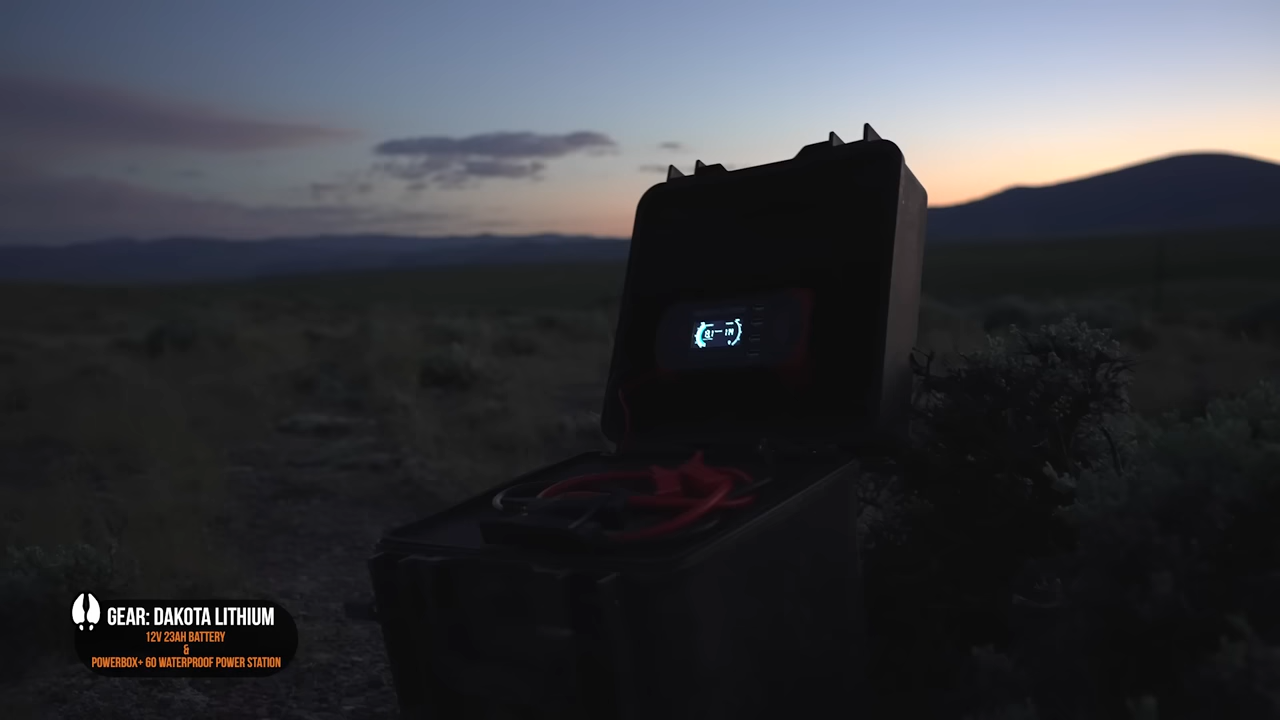 GEAR: DAKOTA LITHIUM
12V 23AH BATTERY
&
POWERBOX+ 60 WATERPROOF POWER STATION